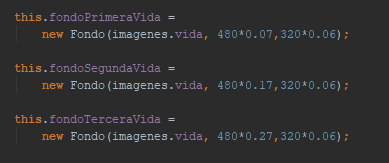 this.fondoPrimeraVida =
new Fondo(imagenes.vida, 480*0.07,320*0.06);
this.fondoSegundaVida =
new Fondo(imagenes.vida, 480*0.17,320*0.06);
this.fondoTerceraVida =
new Fondo(imagenes.vida, 480*0.27,320*0.06);